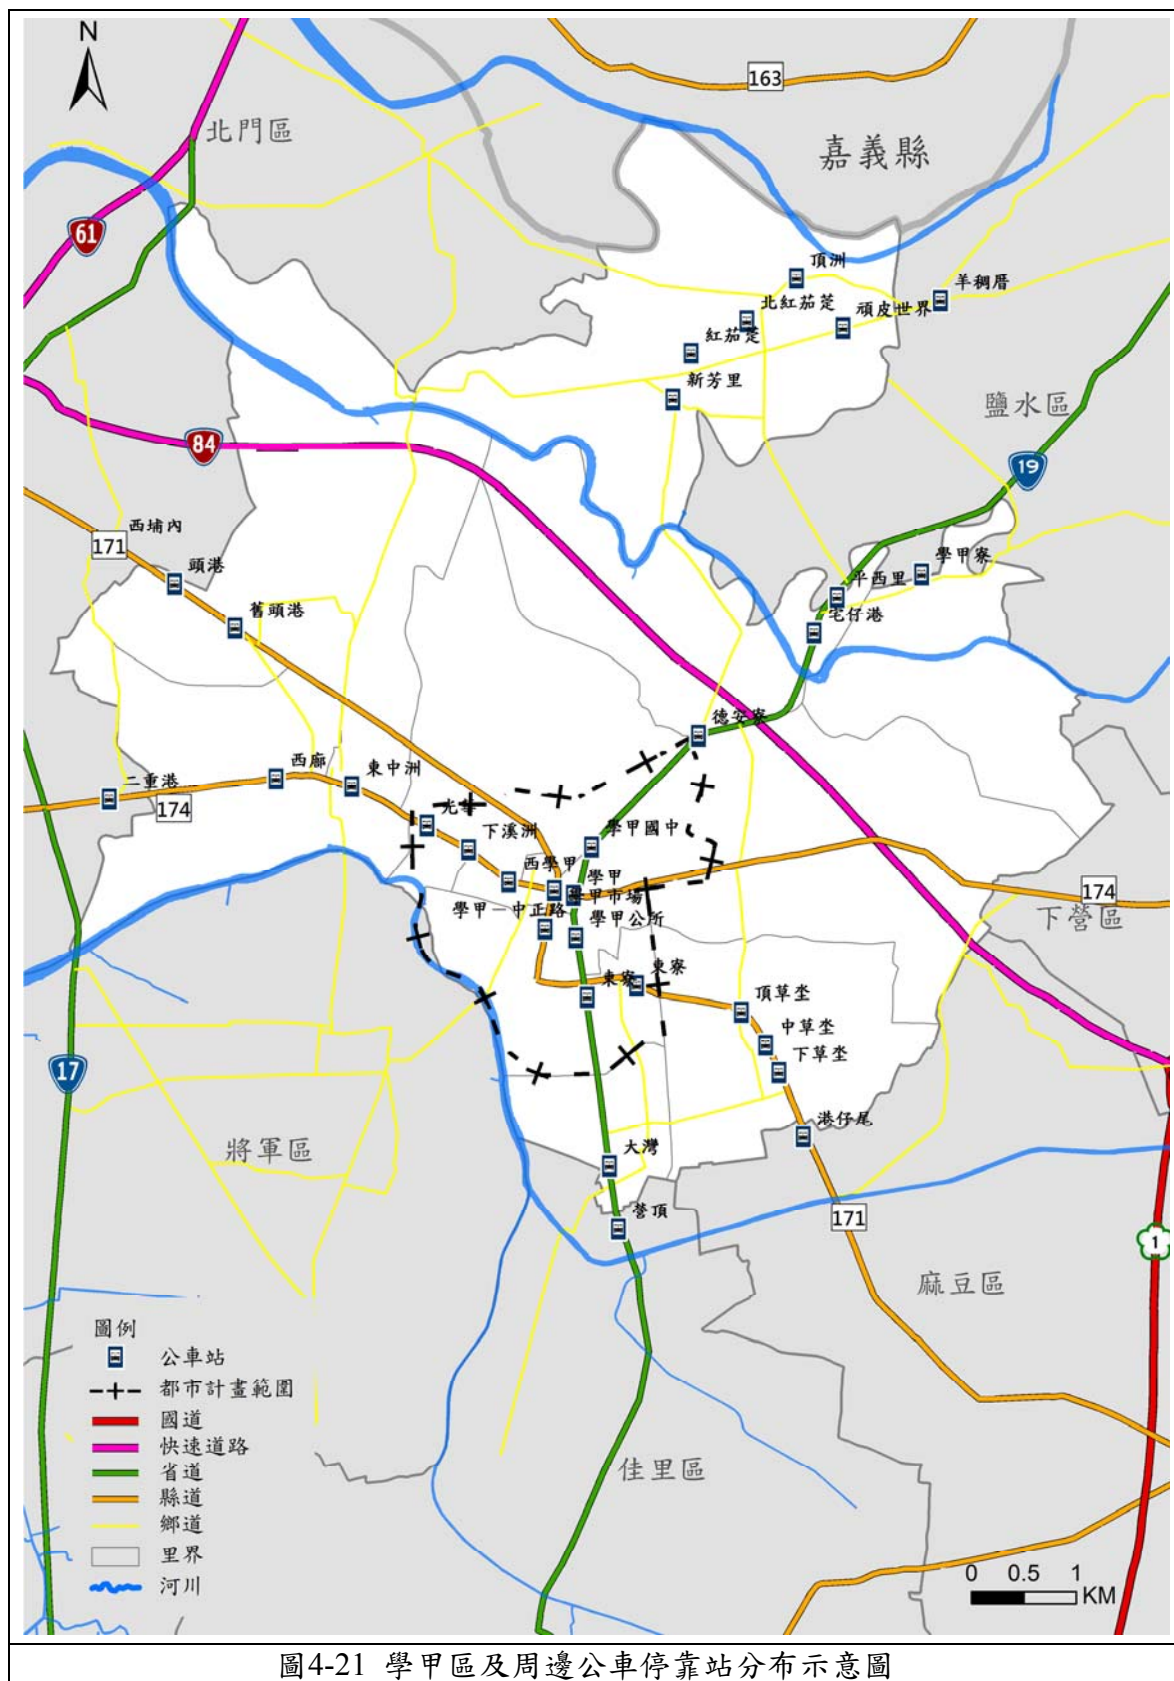 N
163
北門區
嘉義縣
61
頂洲
羊稠厝
北紅茄萣
頑皮世界
紅茄萣
新芳里
鹽水區
84
19
西埔內
171
頭港
學甲寮
平西里
舊頭港
宅仔港
德安寮
西廍
東中洲
二重港
174
光華
下溪洲
學甲國中
西學甲
學甲
174
學甲市場
學甲－中正路
學甲公所
下營區
東寮
東寮
頂草坔
中草坔
下草坔
17
港仔尾
將軍區
大灣
營頂
171
1
麻豆區
圖例
公車站
都市計畫範圍
國道
快速道路
省道
縣道
鄉道
里界
河川
佳里區
0 0.5 1
KM
圖4-21 學甲區及周邊公車停靠站分布示意圖